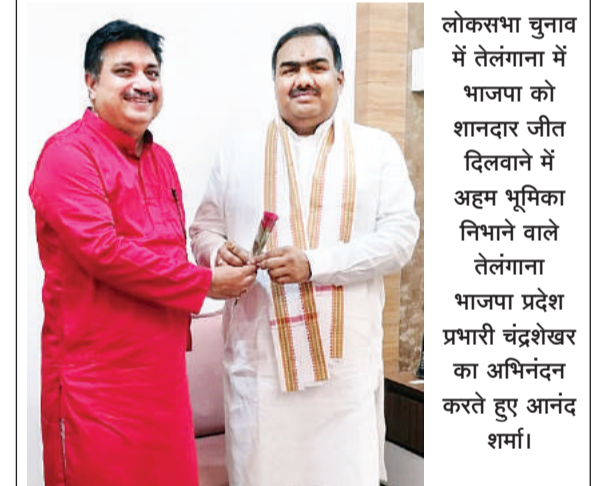 लोकसभा चुनाव
में तेलंगाना में
भाजपा को
शानदार जीत
दिलवाने में
अहम भूमिका
निभाने वाले
तेलंगाना
भाजपा प्रदेश
प्रभारी चंद्रशेखर
का अभिनंदन
करते हुए आनंद
शर्मा।